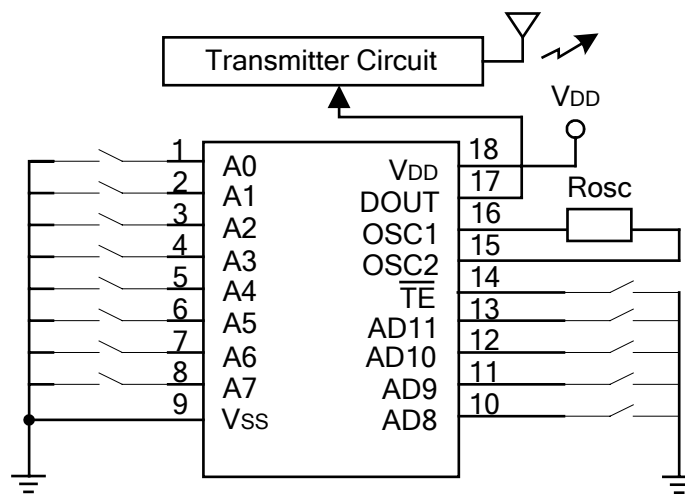 Transmitter Circuit
VDD
1 A0
2 A1
3 A2
4 A3
5 A4
6 A5
7 A6
8 A7
9 VSS
18 VDD
17 DOUT
16 OSC1
15 OSC2
14 TE
13 AD11
12 AD10
11 AD9
10 AD8
Rosc